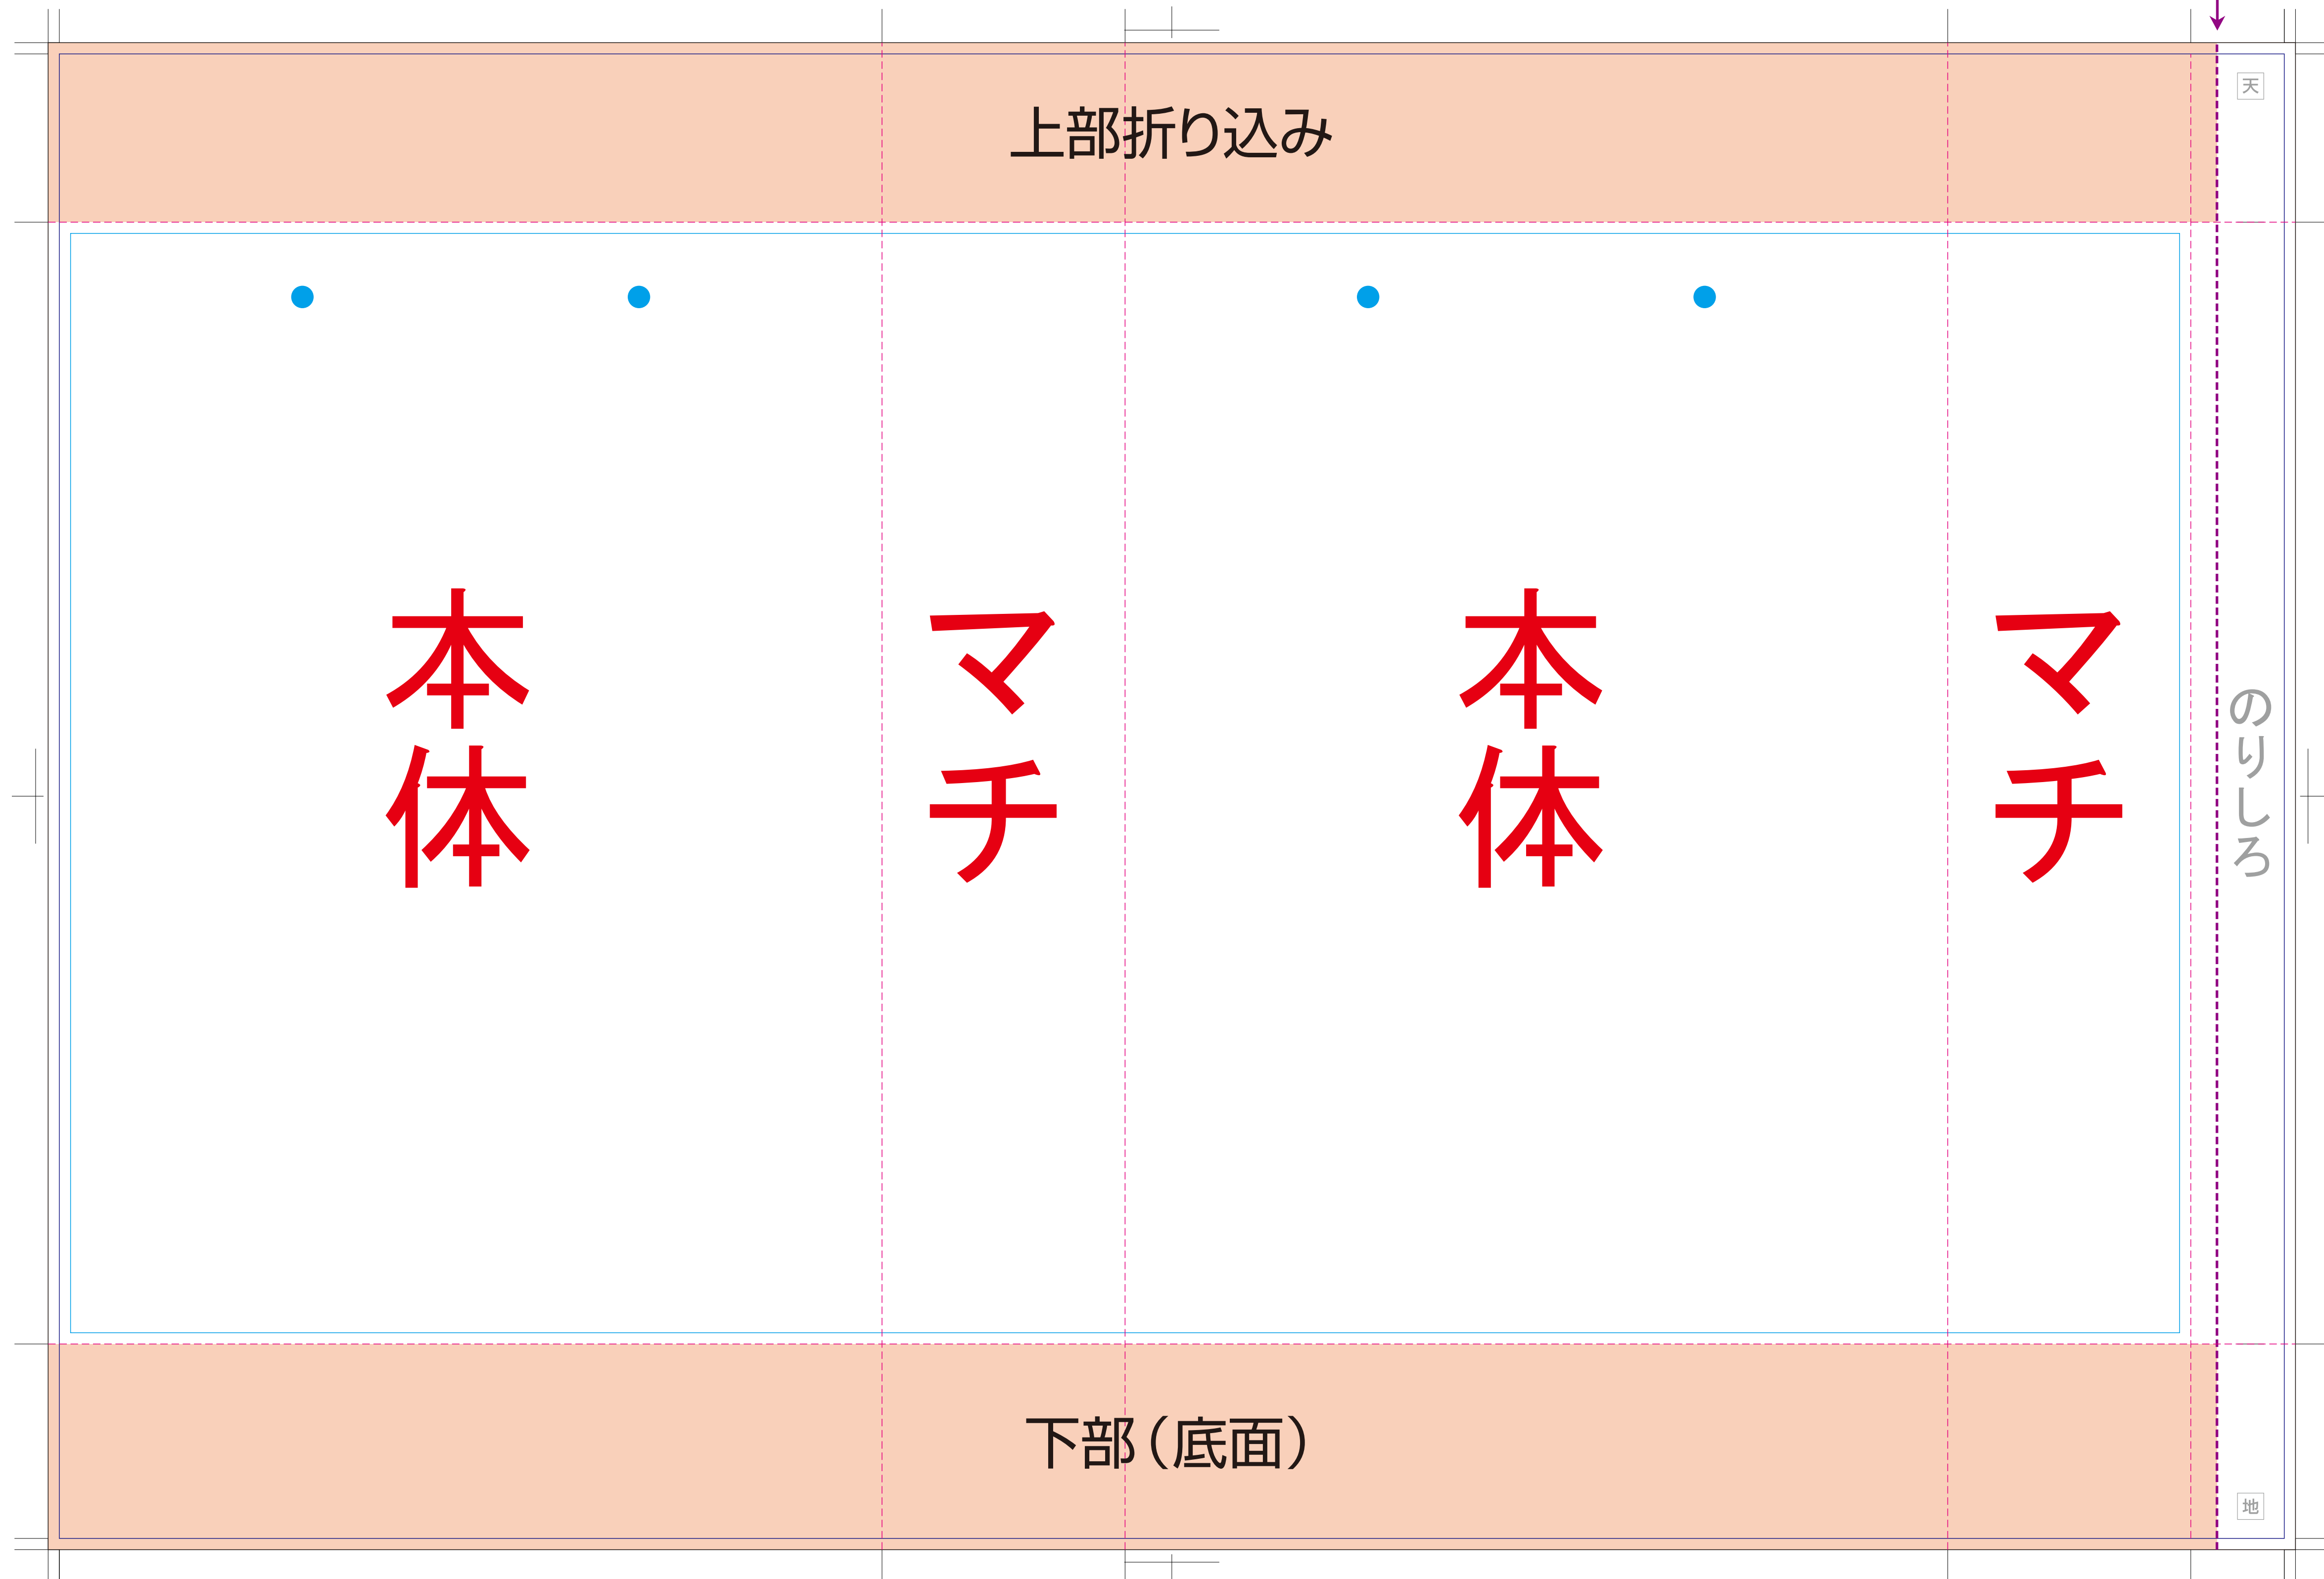 上部折り込み
天
本体
マチ
本体
マチ
のりしろ
下部（底面）
地